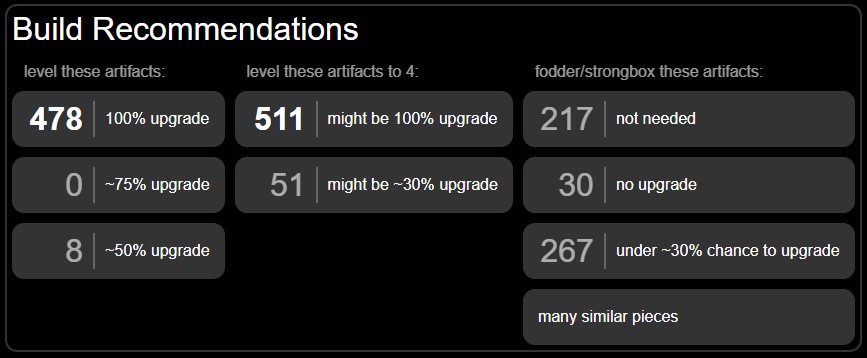 Build Recommendations
level these artifacts:
478 100% upgrade
0 ~75% upgrade
8 ~50% upgrade
level these artifacts to 4:
511 might be 100% upgrade
51 might be ~30% upgrade
fodder/strongbox these artifacts:
217 not needed
30 no upgrade
267 under ~30% chance to upgrade
many similar pieces